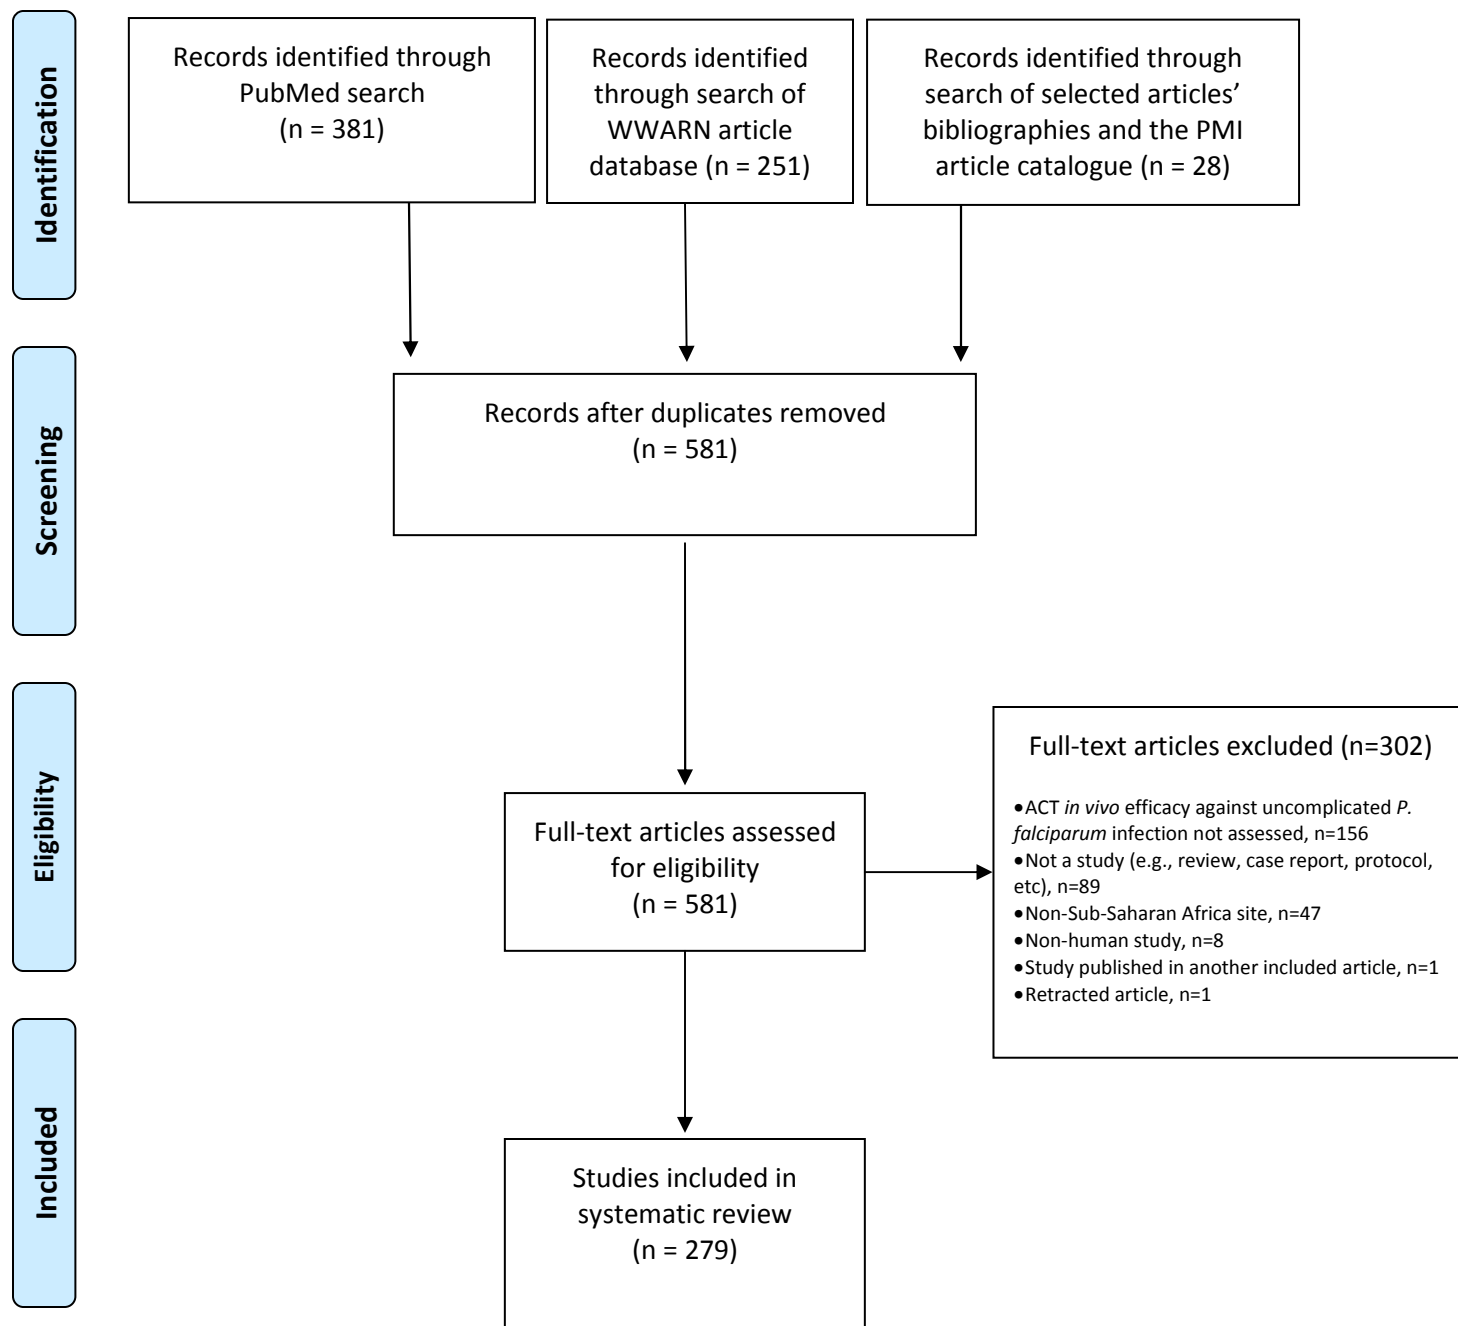 Identification
Records identified through
PubMed search
(n = 381)
Records identified
through search of
WWARN article
database (n = 251)
Records identified through
search of selected articles’
bibliographies and the PMI
article catalogue (n = 28)
Screening
Records after duplicates removed
(n = 581)
Eligibility
Full-text articles assessed
for eligibility
(n = 581)
Full-text articles excluded (n=302)
•ACT in vivo efficacy against uncomplicated P.
falciparum infection not assessed, n=156
•Not a study (e.g., review, case report, protocol,
etc), n=89
•Non-Sub-Saharan Africa site, n=47
•Non-human study, n=8
•Study published in another included article, n=1
•Retracted article, n=1
Included
Studies included in
systematic review
(n = 279)